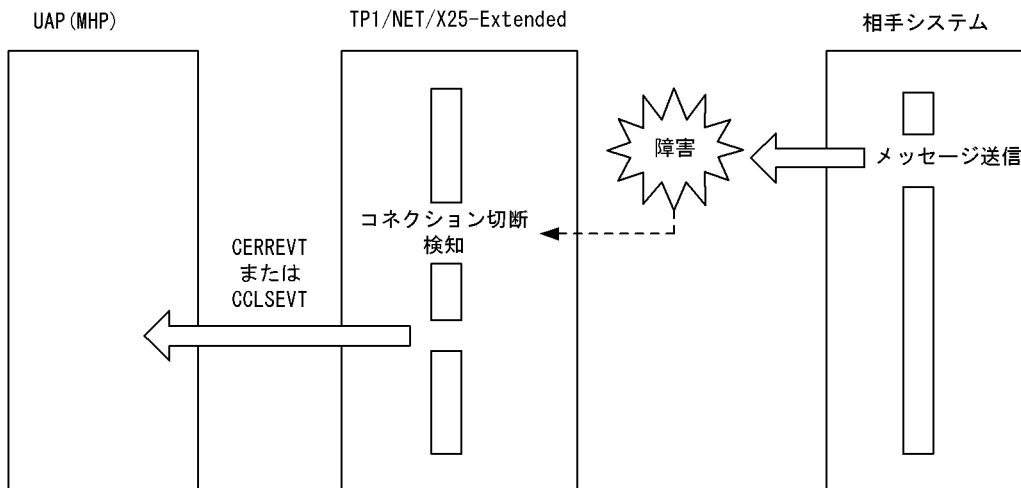 UAP(MHP)
TP1/NET/X25-Extended
相手システム
障害
メッセージ送信
コネクション切断
検知
CERREVT
または
CCLSEVT